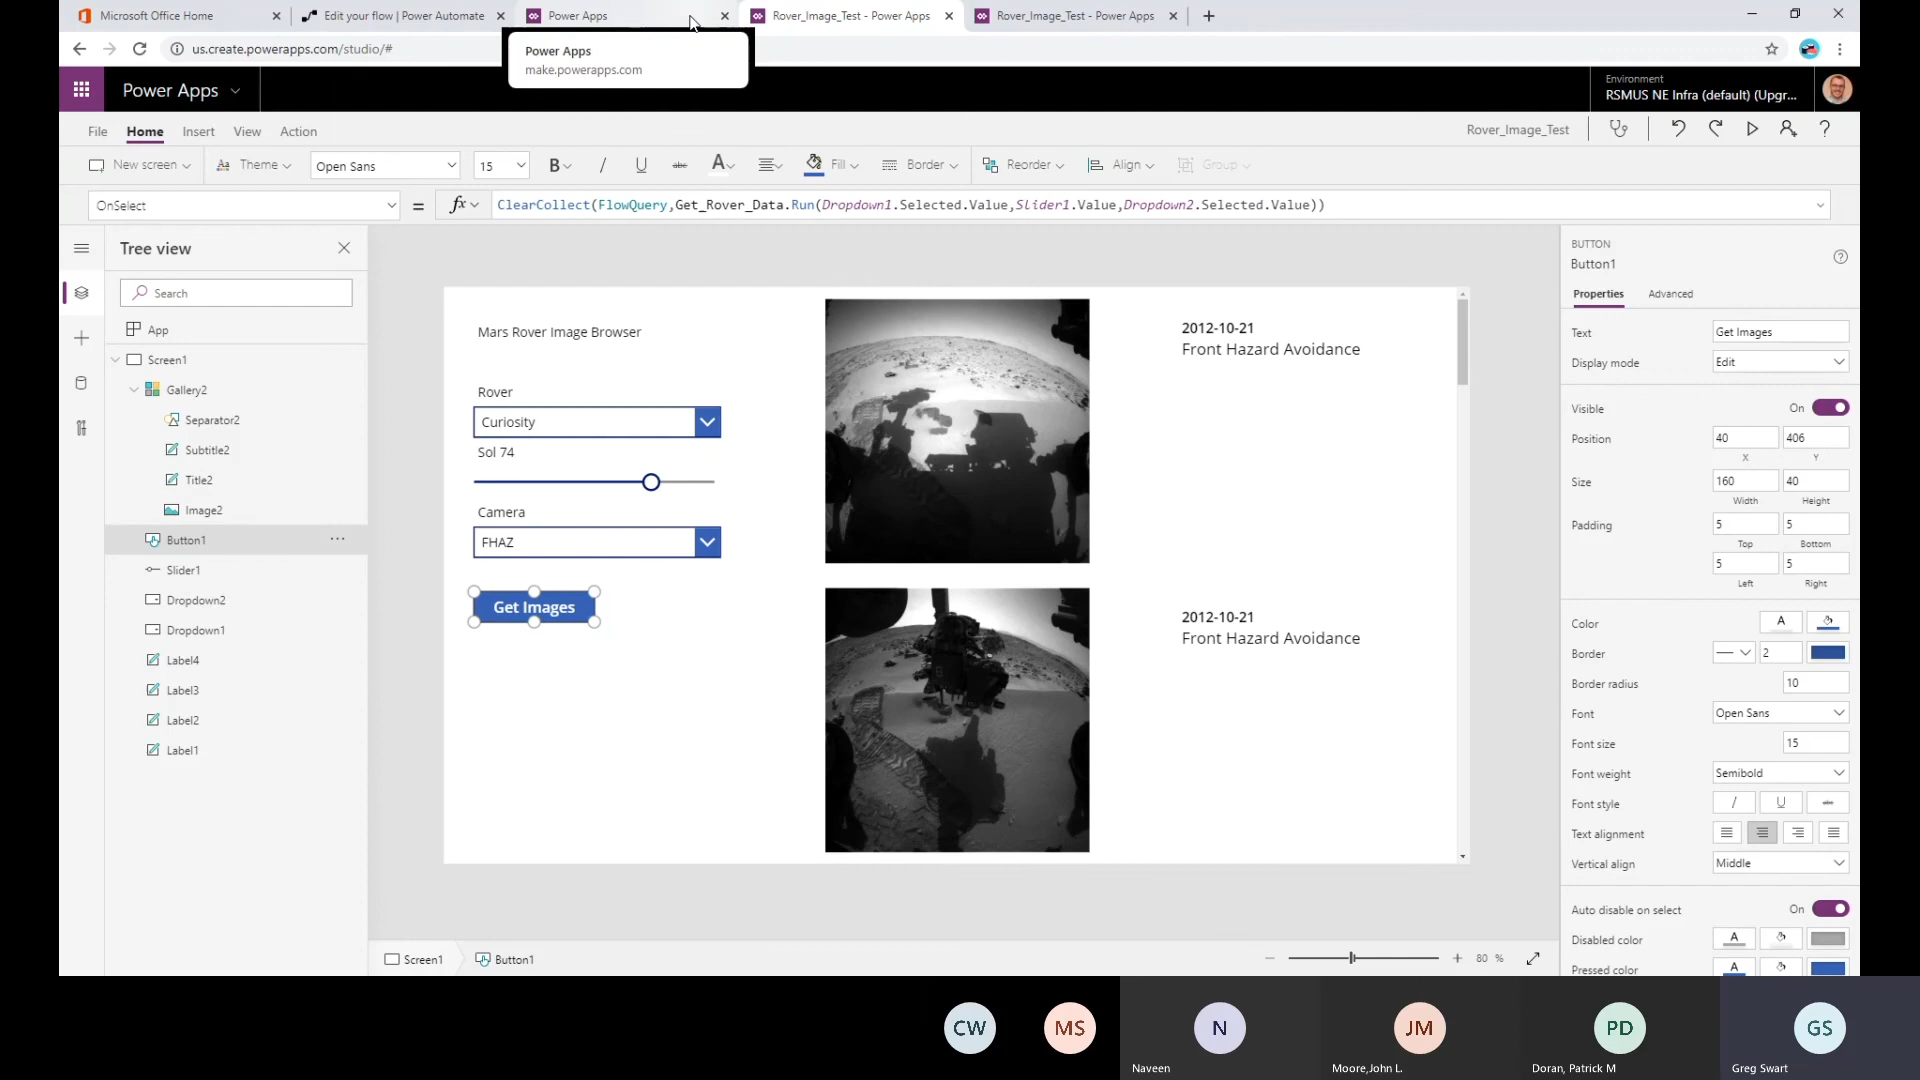 Microsoft Office Home
Edit your flow | Power Automate
Power Apps
Rover_Image_Test - Power Apps
Rover_Image_Test - Power Apps
us.create.powerapps.com/studio/#
Power Apps
make.powerapps.com
Power Apps
Environment
RSMUS NE Infra (default) (Upgr...
File
Home
Insert
View
Action
Rover_Image_Test
New screen
Theme
Open Sans
15
B
Fill
Border
Reorder
Align
Group
OnSelect
=
fx
ClearCollect(FlowQuery,Get_Rover_Data.Run(Dropdown1.Selected.Value,Slider1.Value,Dropdown2.Selected.Value))
Tree view
Search
App
Screen1
Gallery2
Separator2
Subtitle2
Title2
Image2
Button1
Slider1
Dropdown2
Dropdown1
Label4
Label3
Label2
Label1
Mars Rover Image Browser
Rover
Curiosity
Sol 74
Camera
FHAZ
Get Images
2012-10-21
Front Hazard Avoidance
2012-10-21
Front Hazard Avoidance
Screen1
Button1
80 %
BUTTON
Button1
Properties
Advanced
Text
Get Images
Display mode
Edit
Visible
On
Position
40
406
X
Y
Size
160
40
Width
Height
Padding
5
5
Top
Bottom
5
5
Left
Right
Color
A
Border
2
Border radius
10
Font
Open Sans
Font size
15
Font weight
Semibold
Font style
/
U
abc
Text alignment
Vertical align
Middle
Auto disable on select
On
Disabled color
A
Pressed color
A
CW
MS
N
JM
PD
GS
Naveen
Moore,John L.
Doran, Patrick M
Greg Swart